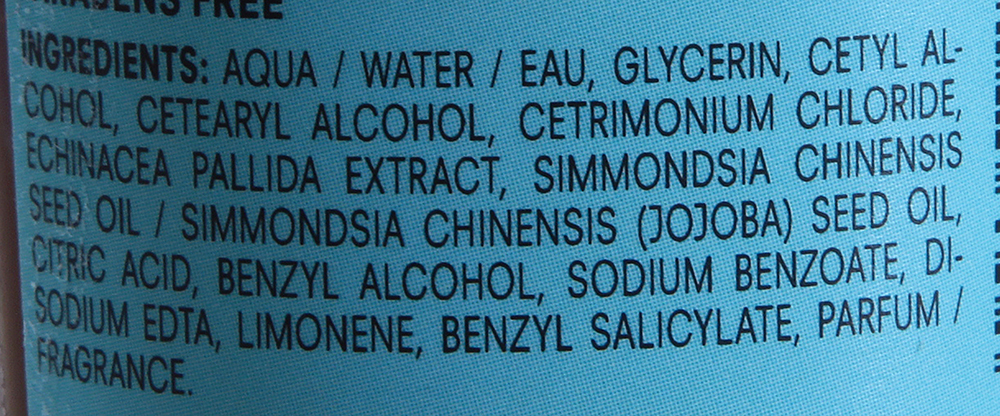 PARABENS FREE
INGREDIENTS: AQUA / WATER / EAU, GLYCERIN, CETYL AL-
COHOL, CETEARYL ALCOHOL, CETRIMONIUM CHLORIDE,
ECHINACEA PALLIDA EXTRACT, SIMMONDSIA CHINENSIS
SEED OIL / SIMMONDSIA CHINENSIS (JOJOBA) SEED OIL,
CITRIC ACID, BENZYL ALCOHOL, SODIUM BENZOATE, DI-
SODIUM EDTA, LIMONENE, BENZYL SALICYLATE, PARFUM /
FRAGRANCE.